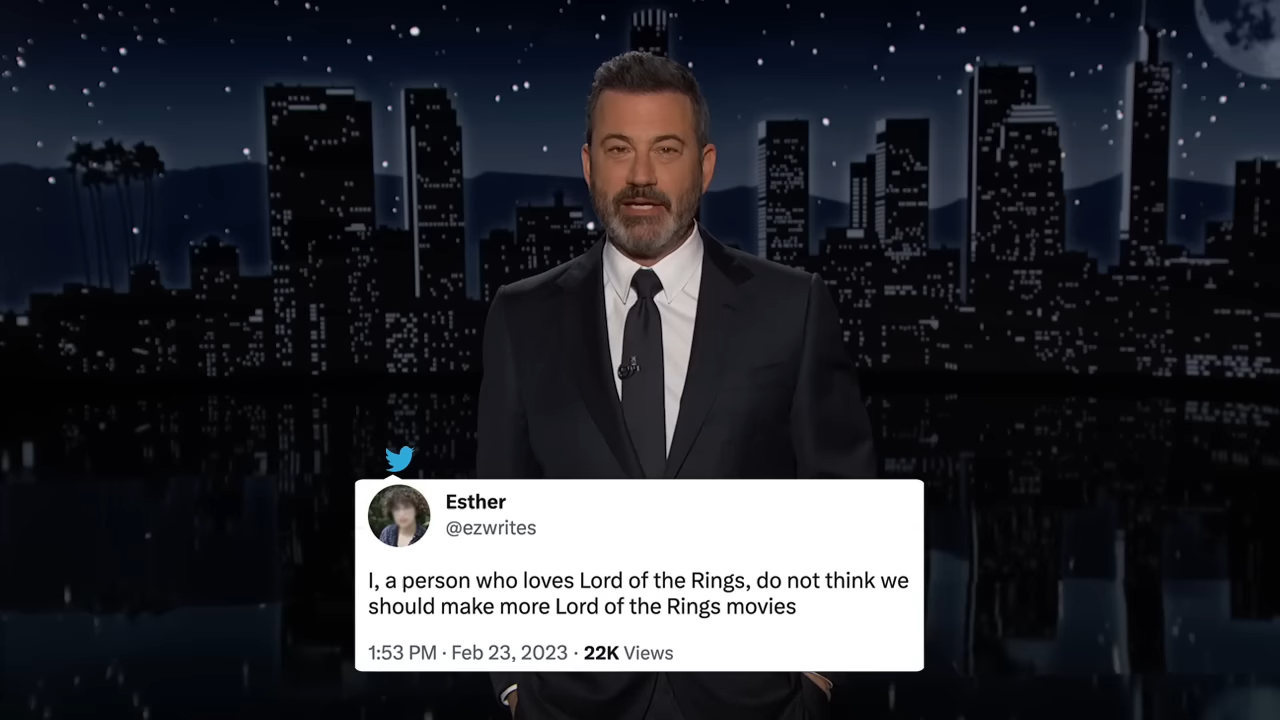 Esther
@ezwrites
I, a person who loves Lord of the Rings, do not think we
should make more Lord of the Rings movies
1:53 PM · Feb 23, 2023 · 22K Views